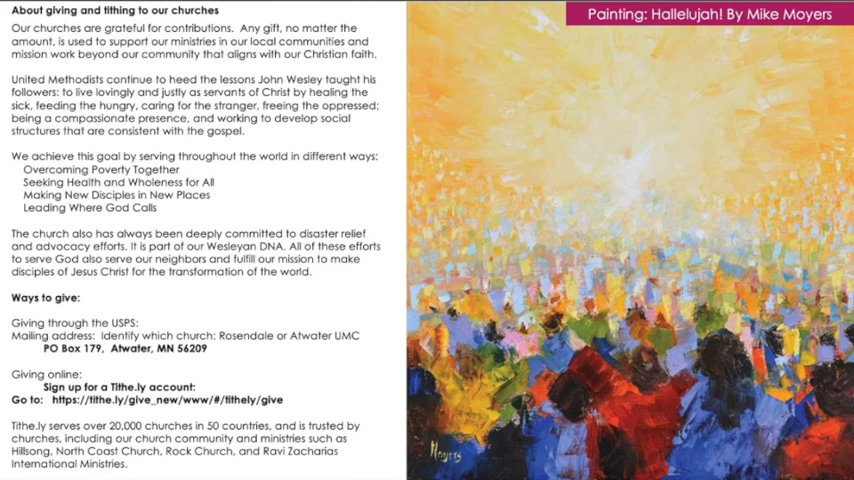 About giving and tithing to our churches
Our churches are grateful for contributions. Any gift, no matter the
amount, is used to support our ministries in our local communities and
mission work beyond our community that aligns with our Christian faith.
United Methodists continue to heed the lessons John Wesley taught his
followers: to live lovingly and justly as servants of Christ by healing the
sick, feeding the hungry, caring for the stranger, freeing the oppressed;
being a compassionate presence, and working to develop social
structures that are consistent with the gospel.
We achieve this goal by serving throughout the world in different ways:
Overcoming Poverty Together
Seeking Health and Wholeness for All
Making New Disciples in New Places
Leading Where God Calls
The church also has always been deeply committed to disaster relief
and advocacy efforts. It is part of our Wesleyan DNA. All of these efforts
to serve God also serve our neighbors and fulfill our mission to make
disciples of Jesus Christ for the transformation of the world.
Ways to give:
Giving through the USPS:
Mailing address: Identify which church: Rosendale or Atwater UMC
PO Box 179, Atwater, MN 56209
Giving online:
Sign up for a Tithe.ly account:
Go to: https://tithe.ly/give_new/www/#/tithely/give
Tithe.ly serves over 20,000 churches in 50 countries, and is trusted by
churches, including our church community and ministries such as
Hillsong, North Coast Church, Rock Church, and Ravi Zacharias
International Ministries.
Painting: Hallelujah! By Mike Moyers
Moyers